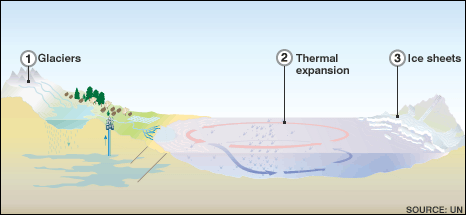 1 Glaciers
2 Thermal
expansion
3 Ice sheets
SOURCE: UN